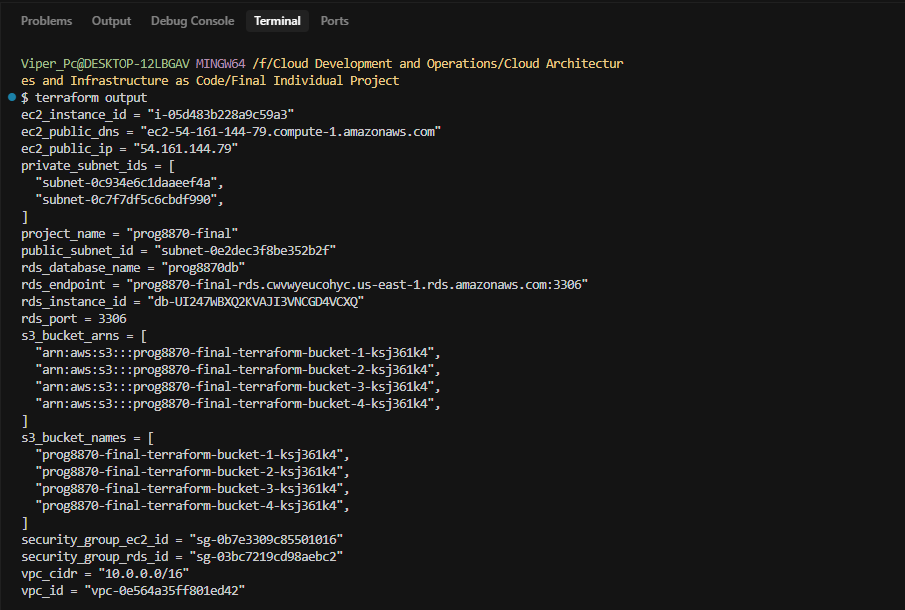 Problems Output Debug Console Terminal Ports
Viper_Pc@DESKTOP-12LBGAV MINGW64 /f/Cloud Development and Operations/Cloud Architectur
es and Infrastructure as Code/Final Individual Project
$ terraform output
ec2_instance_id = "i-05d483b228a9c59a3"
ec2_public_dns = "ec2-54-161-144-79.compute-1.amazonaws.com"
ec2_public_ip = "54.161.144.79"
private_subnet_ids = [
  "subnet-0c934e6c1daaeef4a",
  "subnet-0c7f7df5c6cbdf990",
]
project_name = "prog8870-final"
public_subnet_id = "subnet-0e2dec3f8be352b2f"
rds_database_name = "prog8870db"
rds_endpoint = "prog8870-final-rds.cwvwyeucohyc.us-east-1.rds.amazonaws.com:3306"
rds_instance_id = "db-UI247WBXQ2KVAJI3VNCGD4VCXQ"
rds_port = 3306
s3_bucket_arns = [
  "arn:aws:s3:::prog8870-final-terraform-bucket-1-ksj361k4",
  "arn:aws:s3:::prog8870-final-terraform-bucket-2-ksj361k4",
  "arn:aws:s3:::prog8870-final-terraform-bucket-3-ksj361k4",
  "arn:aws:s3:::prog8870-final-terraform-bucket-4-ksj361k4",
]
s3_bucket_names = [
  "prog8870-final-terraform-bucket-1-ksj361k4",
  "prog8870-final-terraform-bucket-2-ksj361k4",
  "prog8870-final-terraform-bucket-3-ksj361k4",
  "prog8870-final-terraform-bucket-4-ksj361k4",
]
security_group_ec2_id = "sg-0b7e3309c85501016"
security_group_rds_id = "sg-03bc7219cd98aebc2"
vpc_cidr = "10.0.0.0/16"
vpc_id = "vpc-0e564a35ff801ed42"